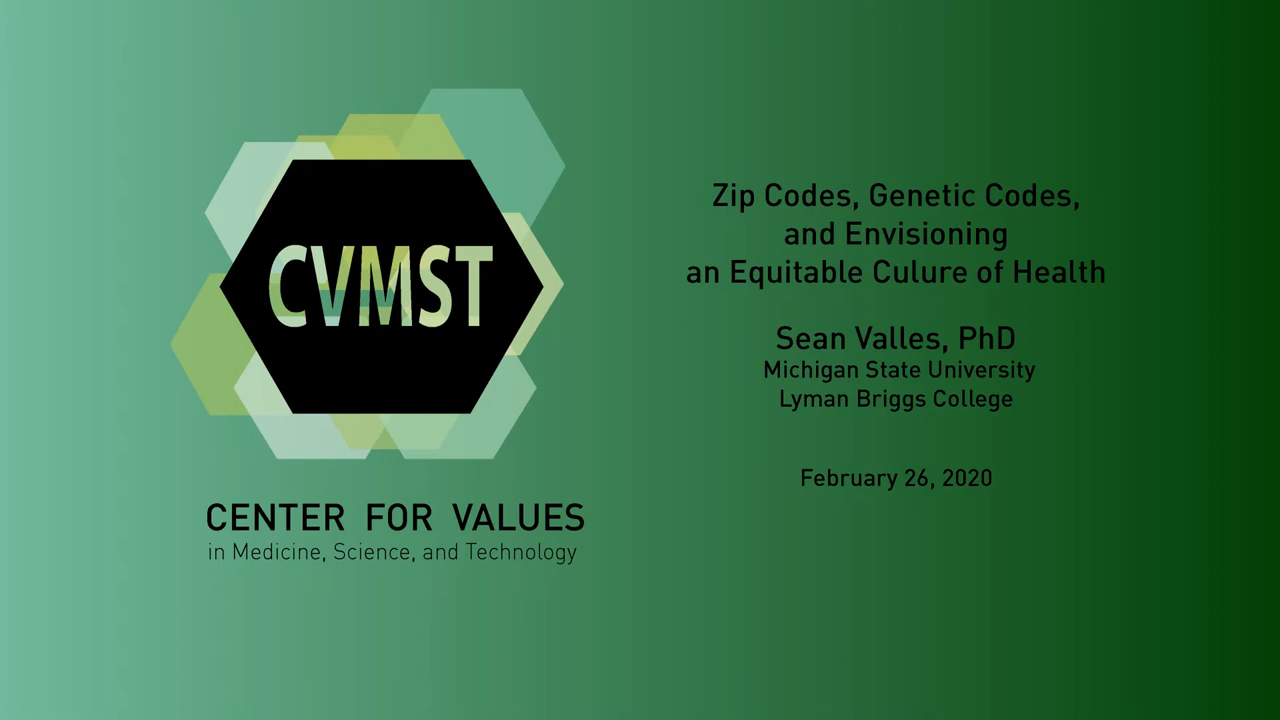 CVMST
CENTER FOR VALUES
in Medicine, Science, and Technology
Zip Codes, Genetic Codes,
and Envisioning
an Equitable Culure of Health
Sean Valles, PhD
Michigan State University
Lyman Briggs College
February 26, 2020